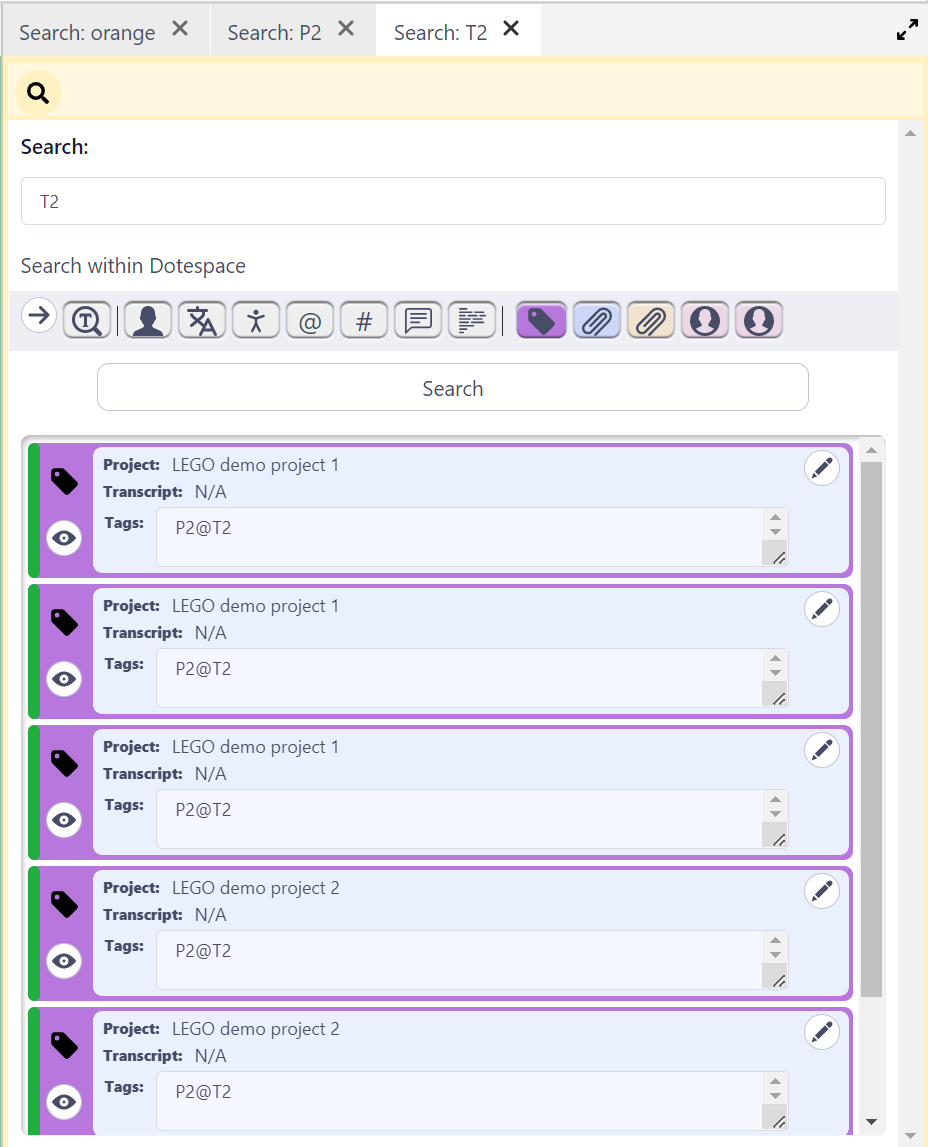 Search: orange Search: P2 Search: T2
Search:
T2
Search within Dotespace
T @ #
Search
Project: LEGO demo project 1
Transcript: N/A
Tags: P2@T2
Project: LEGO demo project 1
Transcript: N/A
Tags: P2@T2
Project: LEGO demo project 1
Transcript: N/A
Tags: P2@T2
Project: LEGO demo project 2
Transcript: N/A
Tags: P2@T2
Project: LEGO demo project 2
Transcript: N/A
Tags: P2@T2